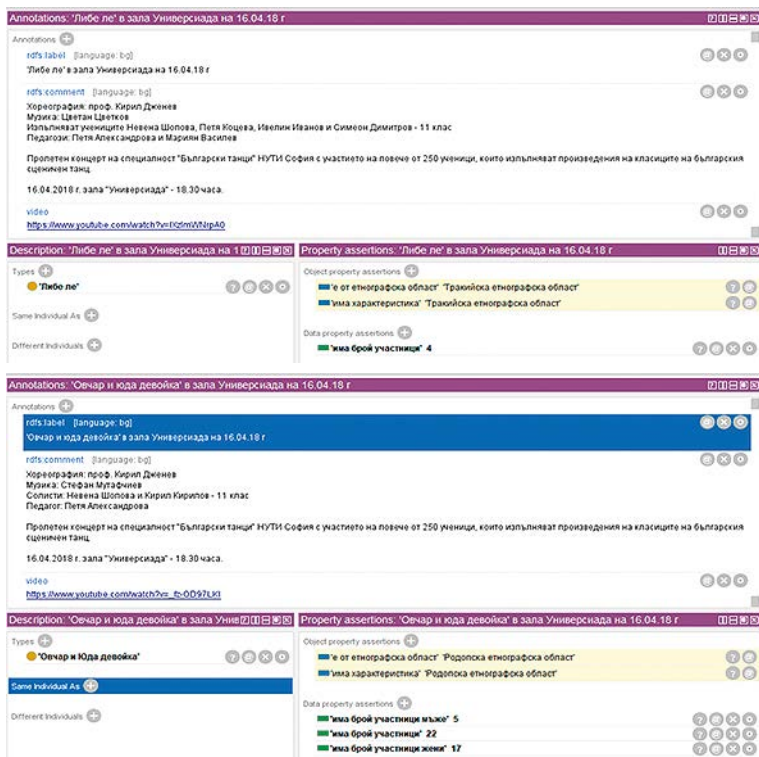 Annotations: 'Либе ле' в зала Универсиада на 16.04.18 г
Annotations
rdfs:label [language: bg]
'Либе ле' в зала Универсиада на 16.04.18 г
rdfs:comment [language: bg]
Хореография: проф. Кирил Дженев
Музика: Цветан Цветков
Изпълняват учениците Невена Шопова, Петя Коцева, Ивелин Иванов и Симеон Димитров - 11 клас
Педагози: Петя Александрова и Мариян Василев
Пролетен концерт на специалност "Български танци" НУТИ София с участието на повече от 250 ученици, които изпълняват произведения на класиците на българския
сценичен танц.
16.04.2018 г. зала "Универсиада" - 18.30 часа.
video
Description: 'Либе ле' в зала Универсиада на 1
Property assertions: 'Либе ле' в зала Универсиада на 16.04.18 г
Types
'Либе ле'
Same Individual As
Different Individuals
Object property assertions
'е от етнографска област' 'Тракийска етнографска област'
'има характеристика' 'Тракийска етнографска област'
Data property assertions
'има брой участници' 4
Annotations: 'Овчар и юда девойка' в зала Универсиада на 16.04.18 г
Annotations
rdfs:label [language: bg]
'Овчар и юда девойка' в зала Универсиада на 16.04.18 г
rdfs:comment [language: bg]
Хореография: проф. Кирил Дженев
Музика: Стефан Мутафчиев
Солисти: Невена Шопова и Кирил Кирилов - 11 клас
Педагог: Петя Александрова
Пролетен концерт на специалност "Български танци" НУТИ София с участието на повече от 250 ученици, които изпълняват произведения на класиците на българския
сценичен танц.
16.04.2018 г. зала "Универсиада" - 18.30 часа.
video
Description: 'Овчар и юда девойка' в зала Унив
Property assertions: 'Овчар и юда девойка' в зала Универсиада на 16.04.18 г
Types
'Овчар и Юда девойка'
Same Individual As
Different Individuals
Object property assertions
'е от етнографска област' 'Родопска етнографска област'
'има характеристика' 'Родопска етнографска област'
Data property assertions
'има брой участници мъже' 5
'има брой участници' 22
'има брой участници жени' 17